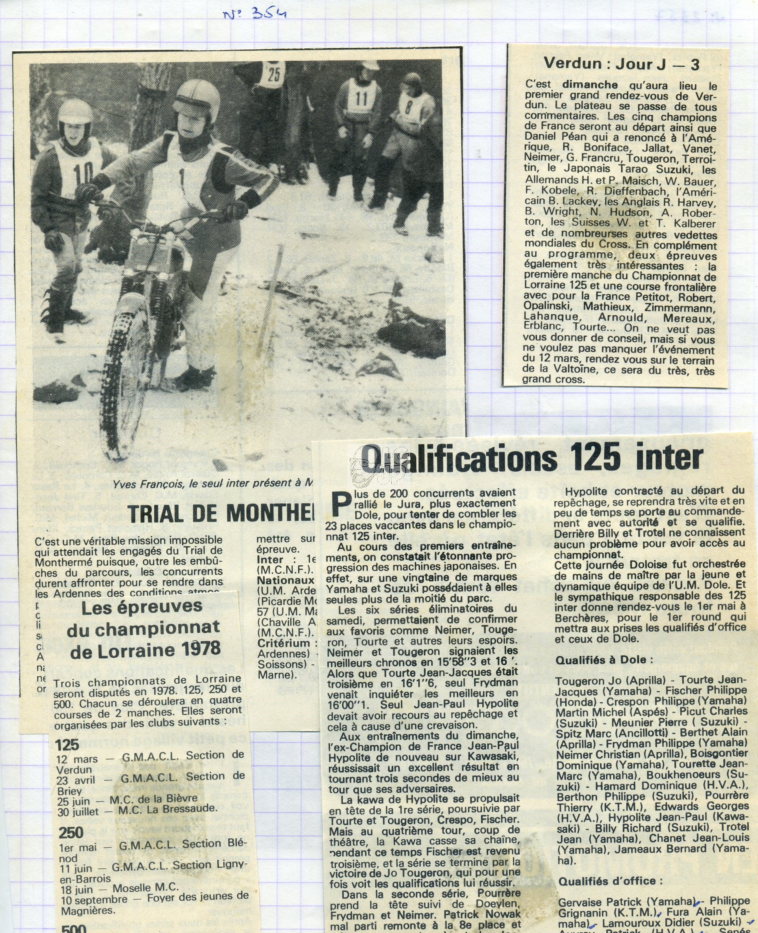 N° 354
Yves François, le seul inter présent à M
TRIAL DE MONTHE
C'est une véritable mission impossible
qui attendait les engagés du Trial de
Monthermé puisque, outre les embû-
ches du parcours, les concurrents
durent affronter pour se rendre dans
les Ardennes des conditions atmos
mettre sur
épreuve.
Inter : 1e
(M.C.N.F.)
Nationaux
(U.M. Arde
(Picardie Mo
57 (U.M. Ma
(Chaville A
(M.C.N.F.)
Critérium :
Ardennes) -
Soissons) -
Marne).
Verdun : Jour J — 3
C'est dimanche qu'aura lieu le
premier grand rendez-vous de Ver-
dun. Le plateau se passe de tous
commentaires. Les cinq champions
de France seront au départ ainsi que
Daniel Péan qui a renoncé à l'Amé-
rique, R. Boniface, Jallat, Vanet,
Neimer, G. Francru, Tougeron, Terroi-
tin, le Japonais Tarao Suzuki, les
Allemands H. et P. Maisch, W. Bauer,
F. Kobele, R. Dieffenbach, l'Améri-
cain B. Lackey, les Anglais R. Harvey,
B. Wright, N. Hudson, A. Rober-
ton, les Suisses W. et T. Kalberer
et de nombreurses autres vedettes
mondiales du Cross. En complément
au programme, deux épreuves
également très intéressantes : la
première manche du Championnat de
Lorraine 125 et une course frontalière
avec pour la France Petitot, Robert,
Opalinski, Mathieux, Zimmermann,
Lahanque, Arnould, Mereaux,
Erblanc, Tourte... On ne veut pas
vous donner de conseil, mais si vous
ne voulez pas manquer l'événement
du 12 mars, rendez vous sur le terrain
de la Valtoîne, ce sera du très, très
grand cross.
Les épreuves
du championnat
de Lorraine 1978
Trois championnats de Lorraine
seront disputés en 1978. 125, 250 et
500. Chacun se déroulera en quatre
courses de 2 manches. Elles seront
organisées par les clubs suivants :
125
12 mars — G.M.A.C.L. Section de
Verdun
23 avril — G.M.A.C.L. Section de
Briey
25 juin — M.C. de la Bièvre
30 juillet — M.C. La Bressaude.
250
1er mai — G.M.A.C.L. Section Blé-
nod
11 juin — G.M.A.C.L. Section Ligny-
en-Barrois
18 juin — Moselle M.C.
10 septembre — Foyer des jeunes de
Magnières.
500
Qualifications 125 inter
Plus de 200 concurrents avaient
rallié le Jura, plus exactement
Dole, pour tenter de combler les
23 places vaccantes dans le champion-
nat 125 inter.
Au cours des premiers entraîne-
ments, on constatait l'étonnante pro-
gression des machines japonaises. En
effet, sur une vingtaine de marques
Yamaha et Suzuki possédaient à elles
seules plus de la moitié du parc.
Les six séries éliminatoires du
samedi, permettaient de confirmer
aux favoris comme Neimer, Touge-
ron, Tourte et autres leurs espoirs.
Neimer et Tougeron signaient les
meilleurs chronos en 15'58''3 et 16 '.
Alors que Tourte Jean-Jacques était
troisième en 16'1''6, seul Frydman
venait inquiéter les meilleurs en
16'00''1. Seul Jean-Paul Hypolite
devait avoir recours au repêchage et
cela à cause d'une crevaison.
Aux entraînements du dimanche,
l'ex-Champion de France Jean-Paul
Hypolite de nouveau sur Kawasaki,
réussissait un excellent résultat en
tournant trois secondes de mieux au
tour que ses adversaires.
La kawa de Hypolite se propulsait
en tête de la 1re série, poursuivie par
Tourte et Tougeron, Crespo, Fischer.
Mais au quatrième tour, coup de
théâtre, la Kawa casse sa chaîne,
pendant ce temps Fischer est revenu
troisième, et la série se termine par la
victoire de Jo Tougeron, qui pour une
fois voit les qualifications lui réussir.
Dans la seconde série, Pourrère
prend la tête suivi de Doeylen,
Frydman et Neimer. Patrick Nowak
mal parti remonte à la 8e place et
Hypolite contracté au départ du
repêchage, se reprendra très vite et en
peu de temps se porte au commande-
ment avec autorité et se qualifie.
Derrière Billy et Trotel ne connaissent
aucun problème pour avoir accès au
championnat.
Cette journée Doloise fut orchestrée
de mains de maître par la jeune et
dynamique équipe de l'U.M. Dole. Et
le sympathique responsable des 125
inter donne rendez-vous le 1er mai à
Berchères, pour le 1er round qui
mettra aux prises les qualifiés d'office
et ceux de Dole.
Qualifiés à Dole :
Tougeron Jo (Aprilla) - Tourte Jean-
Jacques (Yamaha) - Fischer Philippe
(Honda) - Crespon Philippe (Yamaha)
Martin Michel (Aspés) - Picut Charles
(Suzuki) - Meunier Pierre ( Suzuki) -
Spitz Marc (Ancillotti) - Berthet Alain
(Aprilla) - Frydman Philippe (Yamaha)
Neimer Christian (Aprilla), Boisgontier
Dominique (Yamaha), Tourette Jean-
Marc (Yamaha), Boukhenoeurs (Su-
zuki) - Hamard Dominique (H.V.A.),
Berthon Philippe (Suzuki), Pourrère
Thierry (K.T.M.), Edwards Georges
(H.V.A.), Hypolite Jean-Paul (Kawa-
saki) - Billy Richard (Suzuki), Trotel
Jean (Yamaha), Chanet Jean-Louis
(Yamaha), Jameaux Bernard (Yama-
ha).
Qualifiés d'office :
Gervaise Patrick (Yamaha- Philippe
Grignanin (K.T.M.), Fura Alain (Ya-
maha), Lamouroux Didier (Suzuki) -